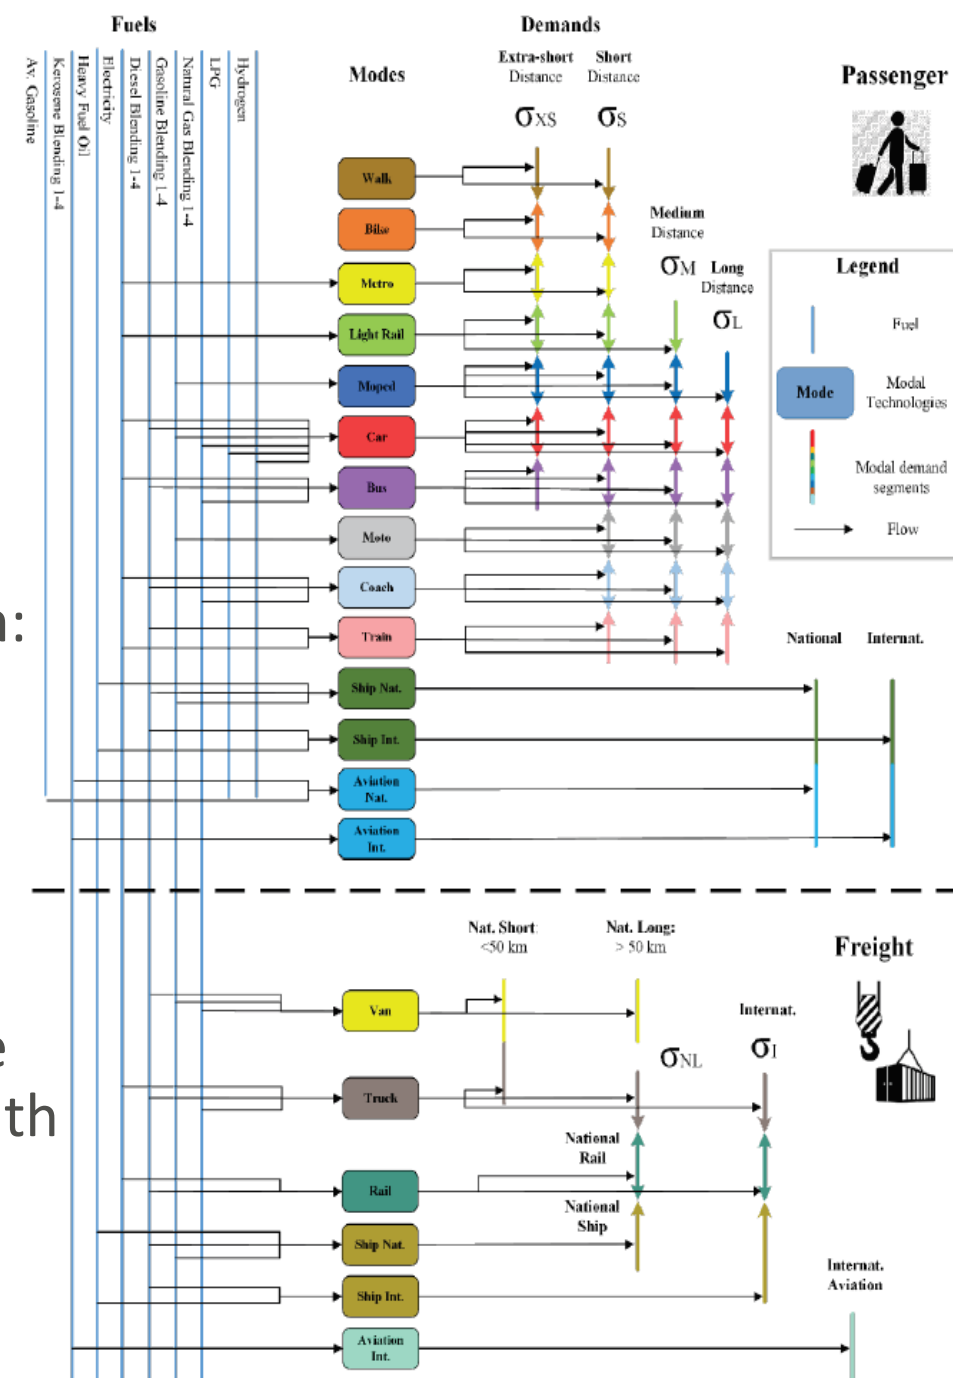 Fuels
Demands
Av. Gasoline
Kerosene Blending 1-4
Heavy Fuel Oil
Electricity
Diesel Blending 1-4
Gasoline Blending 1-4
Natural Gas Blending 1-4
LPG
Hydrogen
Modes
Extra-short
Distance
σXS
Short
Distance
σS
Passenger
Walk
Bike
Medium
Distance
σM
Long
Distance
σL
Legend
Fuel
Mode
Modal
Technologies
Modal demand
segments
Flow
Metro
Light Rail
Moped
Car
Bus
Moto
Coach
Train
n:
National
Internat.
Ship Nat.
Ship Int.
Aviation
Nat.
Aviation
Int.
Nat. Short:
<50 km
Nat. Long:
> 50 km
Freight
Van
Internat.
σNL
σI
e
th
Truck
National
Rail
Rail
National
Ship
Ship Nat.
Internat.
Aviation
Ship Int.
Aviation
Int.